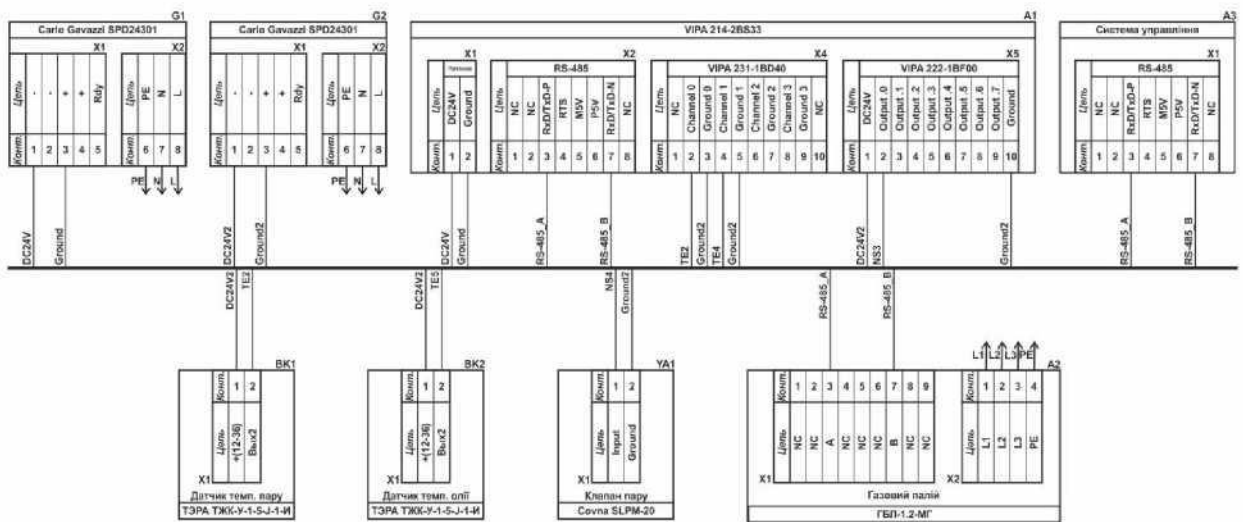 G1
Carlo Gavazzi SPD24301
X1
X2
Цепь - - + + Rdy
Цепь PE N L
Конт. 1 2 3 4 5
Конт. 6 7 8
PE N L
DC24V Ground
G2
Carlo Gavazzi SPD24301
X1
X2
Цепь - - + + Rdy
Цепь PE N L
Конт. 1 2 3 4 5
Конт. 6 7 8
PE N L
DC24V2 Ground2
A1
VIPA 214-2BS33
X1
Цепь DC24V Ground
Конт. 1 2
DC24V Ground
X2
RS-485
Цепь NC NC RxD/TxD-P RTS M5V P5V RxD/TxD-N NC
Конт. 1 2 3 4 5 6 7 8
RS-485_A RS-485_B
X4
VIPA 231-1BD40
Цепь NC Channel 0 Ground 0 Channel 1 Ground 1 Channel 2 Ground 2 Channel 3 Ground 3 NC
Конт. 1 2 3 4 5 6 7 8 9 10
TE2 Ground2 TE4 Ground2
X5
VIPA 222-1BF00
Цепь DC24V Output .0 Output .1 Output .2 Output .3 Output .4 Output .5 Output .6 Output .7 Ground
Конт. 1 2 3 4 5 6 7 8 9 10
DC24V2 NS3 Ground2
A3
Система управління
X1
RS-485
Цепь NC NC RxD/TxD-P RTS M5V P5V RxD/TxD-N NC
Конт. 1 2 3 4 5 6 7 8
RS-485_A RS-485_B
DC24V2 TE2
BK1
Конт. 1 2
Цепь +(12-36) Вых2
X1
Датчик темп. пару
ТЭРА ТЖК-У-1-5-J-1-И
DC24V2 TE5
BK2
Конт. 1 2
Цепь +(12-36) Вых2
X1
Датчик темп. олії
ТЭРА ТЖК-У-1-5-J-1-И
NS4 Ground2
YA1
Конт. 1 2
Цепь Input Ground
X1
Клапан пару
Covna SLPM-20
RS-485_A RS-485_B
L1 L2 L3 PE
A2
Конт. 1 2 3 4 5 6 7 8 9
Цепь NC NC A NC NC NC B NC NC
X1
Конт. 1 2 3 4
Цепь L1 L2 L3 PE
X2
Газовий палій
ГБЛ-1.2-МГ